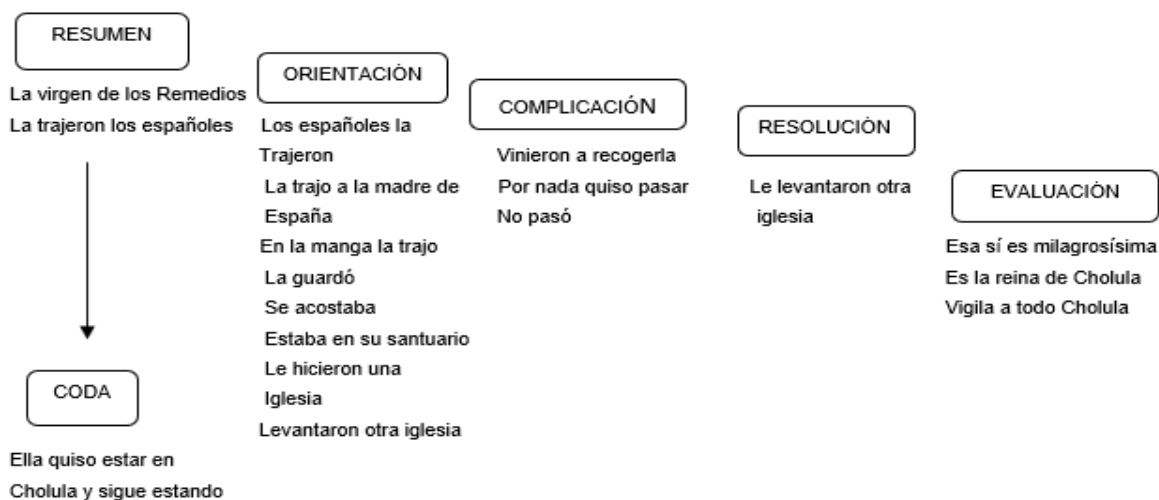 RESUMEN
La virgen de los Remedios
La trajeron los españoles
ORIENTACIÓN
Los españoles la
Trajeron
La trajo a la madre de
España
En la manga la trajo
La guardó
Se acostaba
Estaba en su santuario
Le hicieron una
Iglesia
Levantaron otra iglesia
COMPLICACIÓN
Vinieron a recogerla
Por nada quiso pasar
No pasó
RESOLUCIÓN
Le levantaron otra
iglesia
EVALUACIÓN
Esa sí es milagrosísima
Es la reina de Cholula
Vigila a todo Cholula
CODA
Ella quiso estar en
Cholula y sigue estando